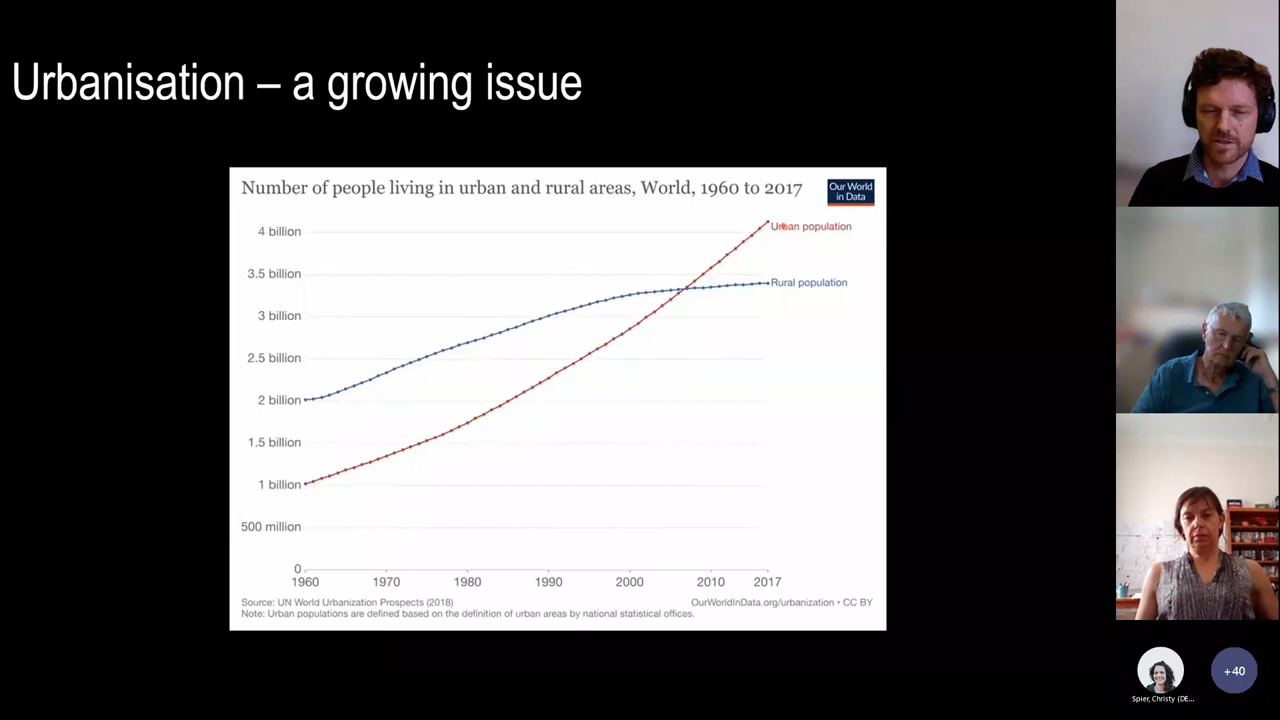 Urbanisation – a growing issue
Number of people living in urban and rural areas, World, 1960 to 2017
Our World
in Data
4 billion
Urban population
3.5 billion
Rural population
3 billion
2.5 billion
2 billion
1.5 billion
1 billion
500 million
0
1960 1970 1980 1990 2000 2010 2017
Source: UN World Urbanization Prospects (2018)
OurWorldInData.org/urbanization • CC BY
Note: Urban populations are defined based on the definition of urban areas by national statistical offices.
+40
Spier, Christy (DE...